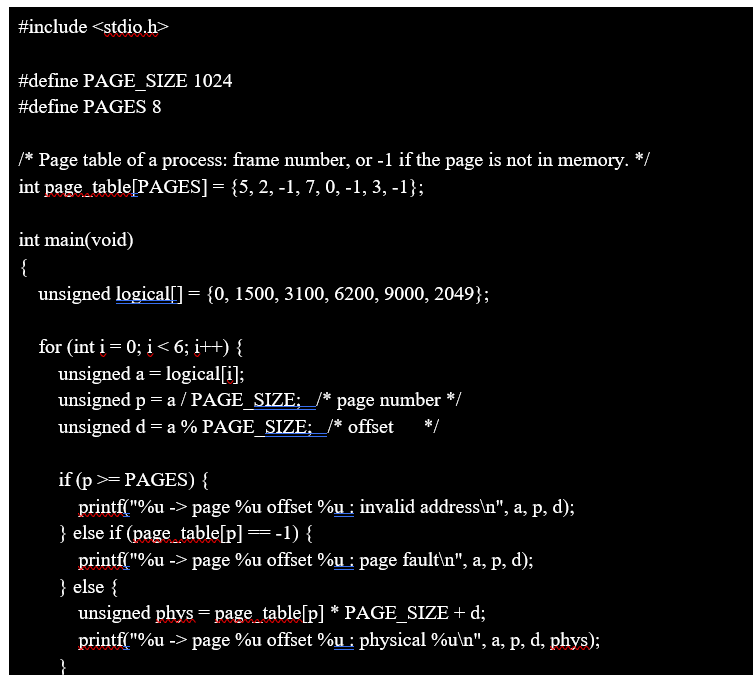 #include <stdio.h>
#define PAGE_SIZE 1024
#define PAGES 8
/* Page table of a process: frame number, or -1 if the page is not in memory. */
int page_table[PAGES] = {5, 2, -1, 7, 0, -1, 3, -1};
int main(void)
{
unsigned logical[] = {0, 1500, 3100, 6200, 9000, 2049};
for (int i = 0; i < 6; i++) {
unsigned a = logical[i];
unsigned p = a / PAGE_SIZE;  /* page number */
unsigned d = a % PAGE_SIZE;  /* offset      */
if (p >= PAGES) {
printf("%u -> page %u offset %u : invalid address\n", a, p, d);
} else if (page_table[p] == -1) {
printf("%u -> page %u offset %u : page fault\n", a, p, d);
} else {
unsigned phys = page_table[p] * PAGE_SIZE + d;
printf("%u -> page %u offset %u : physical %u\n", a, p, d, phys);
}